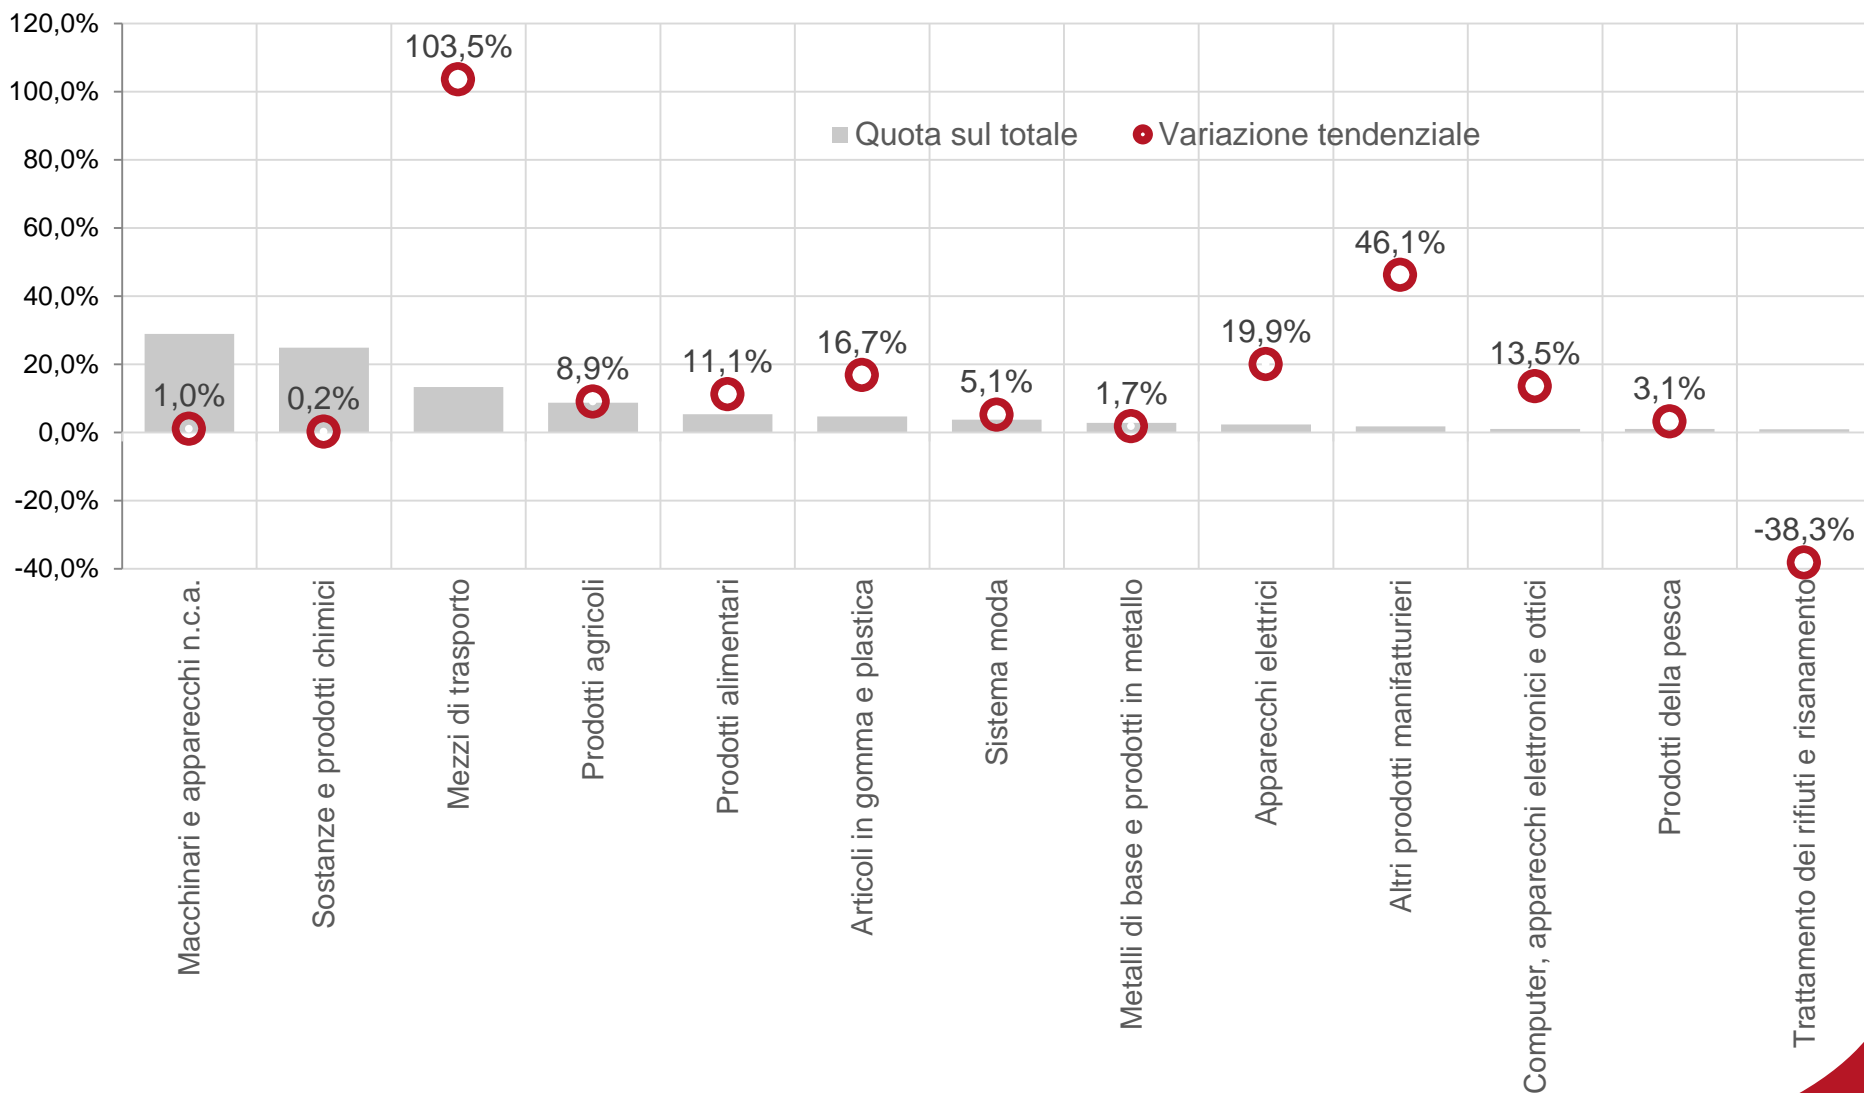 120,0%
100,0%
80,0%
60,0%
40,0%
20,0%
0,0%
-20,0%
-40,0%
Quota sul totale
Variazione tendenziale
1,0%
0,2%
103,5%
8,9%
11,1%
16,7%
5,1%
1,7%
19,9%
46,1%
13,5%
3,1%
-38,3%
Macchinari e apparecchi n.c.a.
Sostanze e prodotti chimici
Mezzi di trasporto
Prodotti agricoli
Prodotti alimentari
Articoli in gomma e plastica
Sistema moda
Metalli di base e prodotti in metallo
Apparecchi elettrici
Altri prodotti manifatturieri
Computer, apparecchi elettronici e ottici
Prodotti della pesca
Trattamento dei rifiuti e risanamento